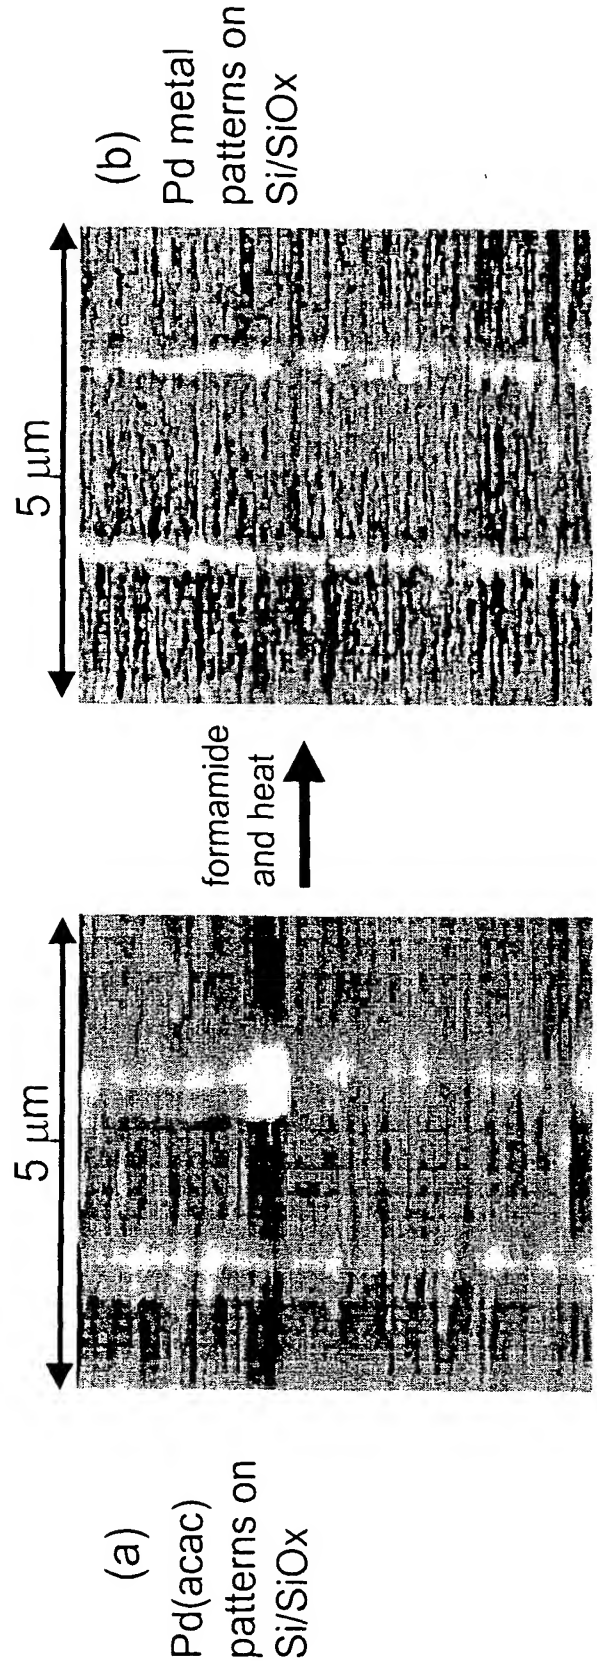 (a)
Pd(acac)
patterns on
Si/SiOx
5 μm
formamide
and heat
5 μm
(b)
Pd metal
patterns on
Si/SiOx